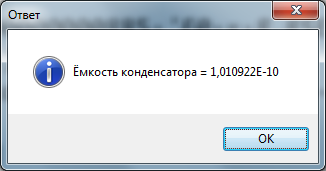 Ответ
Ёмкость конденсатора = 1,010922E-10
OK